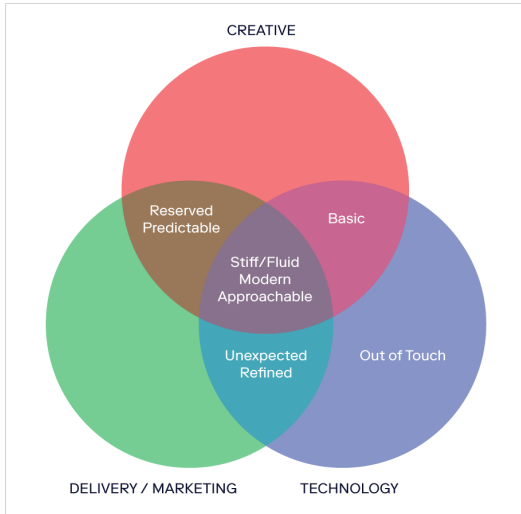 CREATIVE
Reserved
Predictable
Basic
Stiff/Fluid
Modern
Approachable
Unexpected
Refined
Out of Touch
DELIVERY / MARKETING
TECHNOLOGY